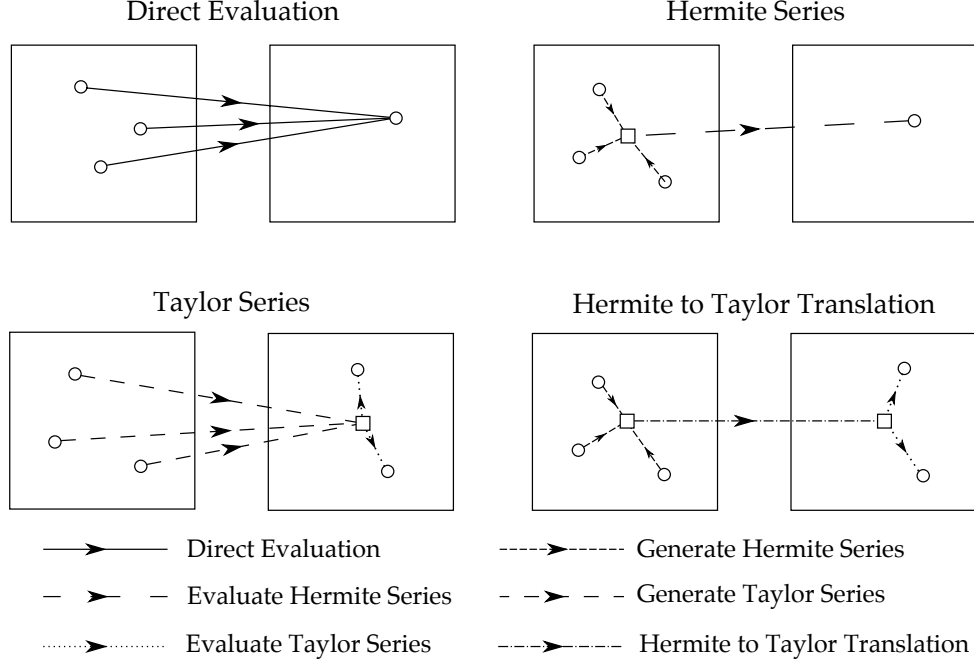 Direct Evaluation
Hermite Series
Taylor Series
Hermite to Taylor Translation
Direct Evaluation
Generate Hermite Series
Evaluate Hermite Series
Generate Taylor Series
Evaluate Taylor Series
Hermite to Taylor Translation